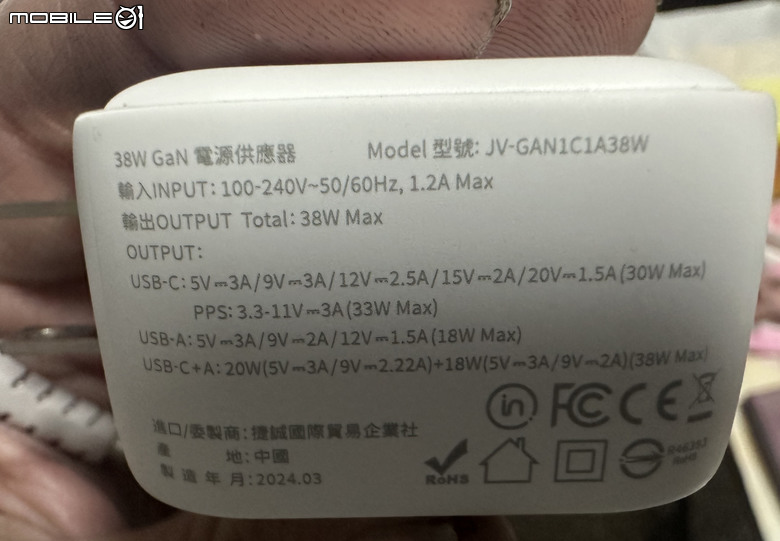 MOBILE01
38W GaN 電源供應器 Model 型號: JV-GAN1C1A38W
輸入INPUT: 100-240V~50/60Hz, 1.2A Max
輸出OUTPUT Total: 38W Max
OUTPUT:
USB-C: 5V⎓3A/9V⎓3A/12V⎓2.5A/15V⎓2A/20V⎓1.5A(30W Max)
PPS: 3.3-11V⎓3A(33W Max)
USB-A: 5V⎓3A/9V⎓2A/12V⎓1.5A(18W Max)
USB-C+A: 20W(5V⎓3A/9V⎓2.22A)+18W(5V⎓3A/9V⎓2A)(38W Max)
in FC CE
進口/委製商: 捷誠國際貿易企業社
產 地: 中國
製造年月: 2024.03
RoHS
RoHS